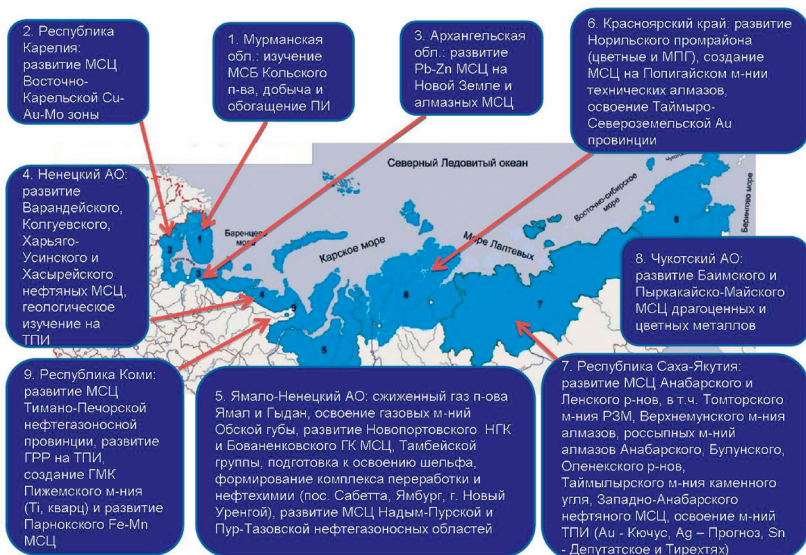 2. Республика
Карелия:
развитие МСЦ
Восточно-
Карельской Cu-
Au-Mo зоны
1. Мурманская
обл.: изучение
МСБ Кольского
п-ва, добыча и
обогащение ПИ
3. Архангельская
обл.: развитие
Pb-Zn МСЦ на
Новой Земле и
алмазных МСЦ
6. Красноярский край: развитие
Норильского промрайона
(цветные и МПГ), создание
МСЦ на Полигайском м-нии
технических алмазов,
освоение Таймыро-
Североземельской Au
провинции
4. Ненецкий АО:
развитие
Варандейского,
Колгуевского,
Харьяго-
Усинского и
Хасырейского
нефтяных МСЦ,
геологическое
изучение на
ТПИ
Северный Ледовитый океан
Баренцево
море
Карское море
Море Лаптевых
Восточно-сибирское
море
Берингово море
1
2
3
4
9
5
6
7
8
8. Чукотский АО:
развитие Баимского и
Пыркакайско-Майского
МСЦ драгоценных и
цветных металлов
9. Республика Коми:
развитие МСЦ
Тимано-Печорской
нефтегазоносной
провинции, развитие
ГРР на ТПИ,
создание ГМК
Пижемского м-ния
(Ti, кварц) и развитие
Парнокского Fe-Mn
МСЦ
5. Ямало-Ненецкий АО: сжиженный газ п-ова
Ямал и Гыдан, освоение газовых м-ний
Обской губы, развитие Новопортовского НГК
и Бованенковского ГК МСЦ, Тамбейской
группы, подготовка к освоению шельфа,
формирование комплекса переработки и
нефтехимии (пос. Сабетта, Ямбург, г. Новый
Уренгой), развитие МСЦ Надым-Пурской и
Пур-Тазовской нефтегазоносных областей
7. Республика Саха-Якутия:
развитие МСЦ Анабарского и
Ленского р-нов, в т.ч. Томторского
м-ния РЗМ, Верхнемунского м-ния
алмазов, россыпных м-ний
алмазов Анабарского, Булунского,
Оленекского р-нов,
Таймылырского м-ния каменного
угля, Западно-Анабарского
нефтяного МСЦ, освоение м-ний
ТПИ (Au - Кючус, Ag – Прогноз, Sn
- Депутатское и Тирехтях)